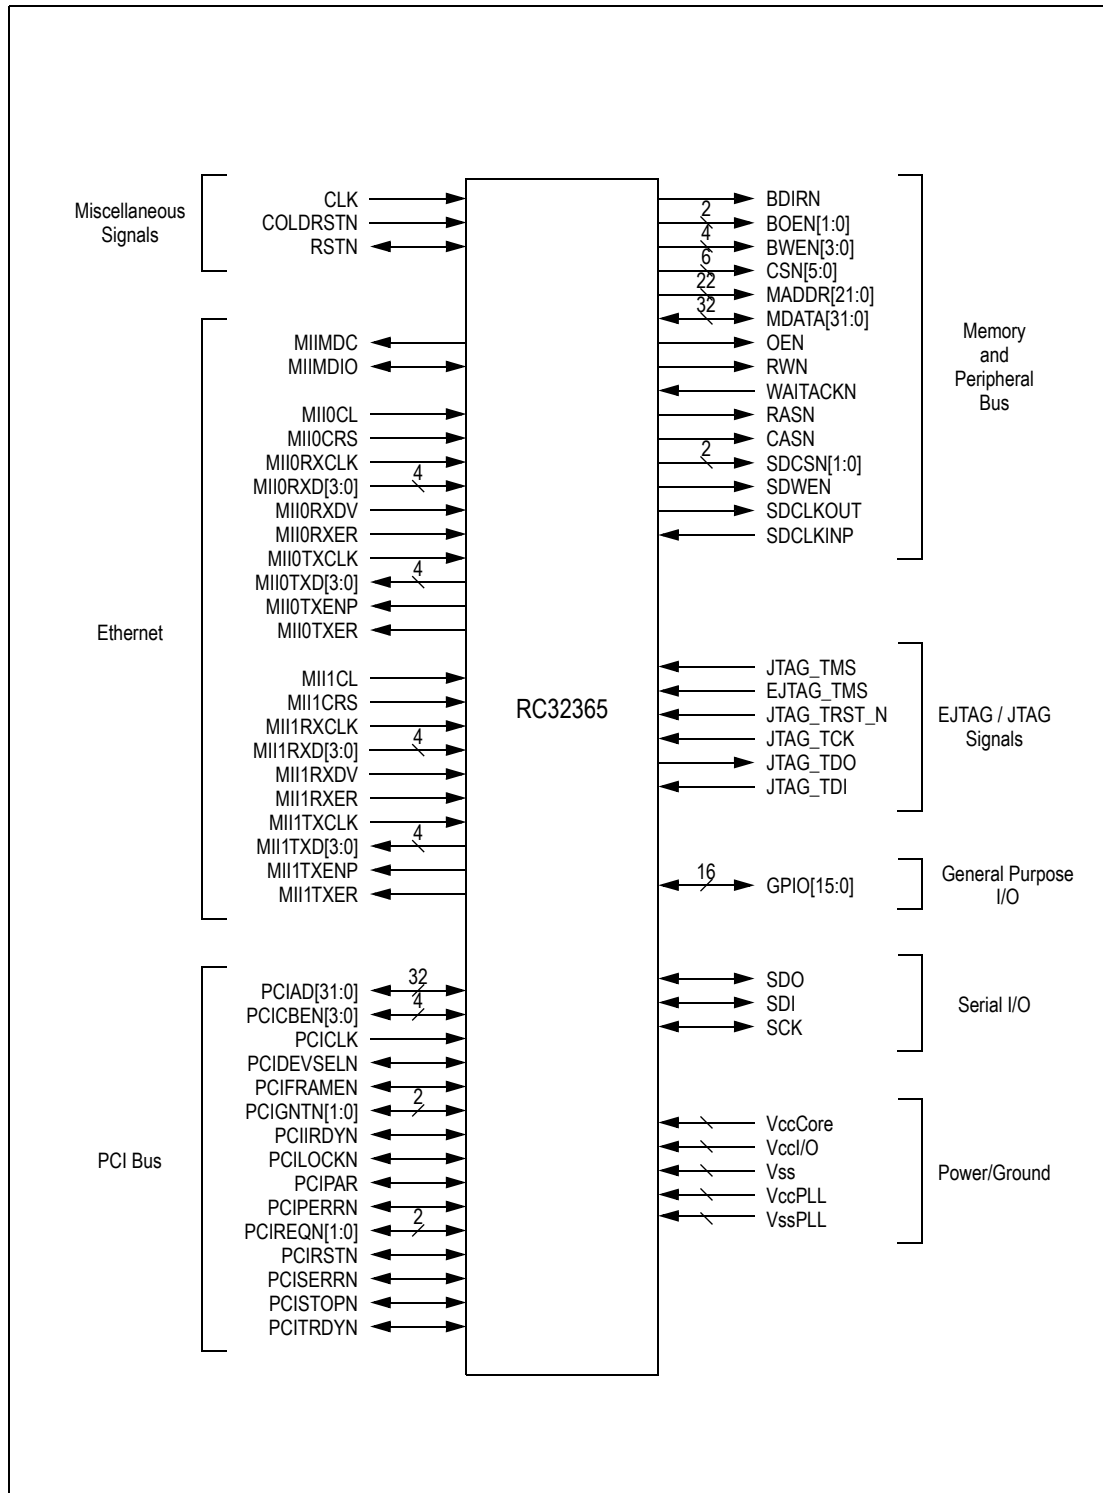 Miscellaneous
Signals
CLK
COLDRSTN
RSTN
Ethernet
MIIMDC
MIIMDIO
MII0CL
MII0CRS
MII0RXCLK
MII0RXD[3:0]
4
MII0RXDV
MII0RXER
MII0TXCLK
MII0TXD[3:0]
4
MII0TXENP
MII0TXER
MII1CL
MII1CRS
MII1RXCLK
MII1RXD[3:0]
4
MII1RXDV
MII1RXER
MII1TXCLK
MII1TXD[3:0]
4
MII1TXENP
MII1TXER
PCI Bus
PCIAD[31:0]
32
PCICBEN[3:0]
4
PCICLK
PCIDEVSELN
PCIFRAMEN
PCIGNTN[1:0]
2
PCIIRDYN
PCILOCKN
PCIPAR
PCIPERRN
PCIREQN[1:0]
2
PCIRSTN
PCISERRN
PCISTOPN
PCITRDYN
RC32365
BDIRN
2
BOEN[1:0]
4
BWEN[3:0]
6
CSN[5:0]
22
MADDR[21:0]
32
MDATA[31:0]
OEN
RWN
WAITACKN
RASN
CASN
2
SDCSN[1:0]
SDWEN
SDCLKOUT
SDCLKINP
Memory
and
Peripheral
Bus
JTAG_TMS
EJTAG_TMS
JTAG_TRST_N
JTAG_TCK
JTAG_TDO
JTAG_TDI
EJTAG / JTAG
Signals
16
GPIO[15:0]
General Purpose
I/O
SDO
SDI
SCK
Serial I/O
VccCore
VccI/O
Vss
VccPLL
VssPLL
Power/Ground